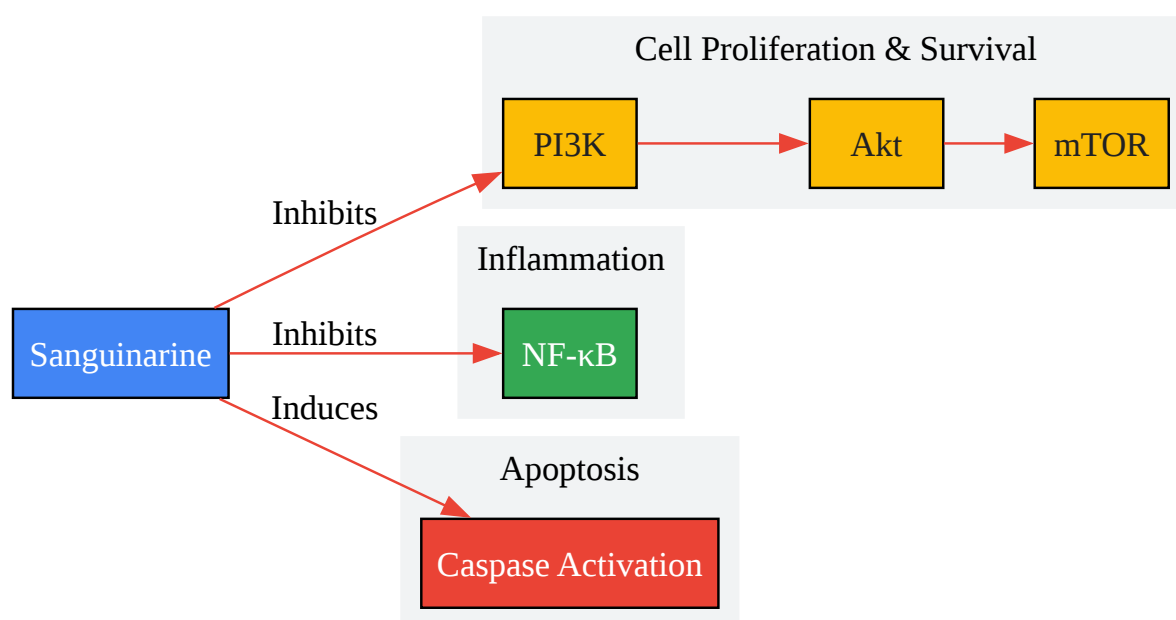 Cell Proliferation & Survival
PI3K
Akt
mTOR
Inhibits
Inflammation
Inhibits
Sanguinarine
NF-κB
Induces
Apoptosis
Caspase Activation